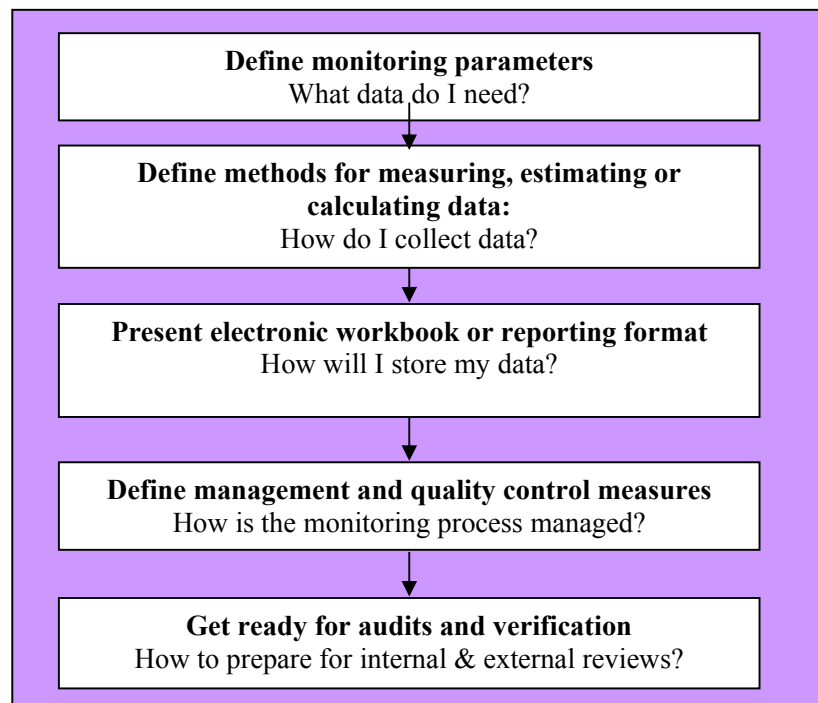 Define monitoring parameters
What data do I need?
Define methods for measuring, estimating or
calculating data:
How do I collect data?
Present electronic workbook or reporting format
How will I store my data?
Define management and quality control measures
How is the monitoring process managed?
Get ready for audits and verification
How to prepare for internal & external reviews?